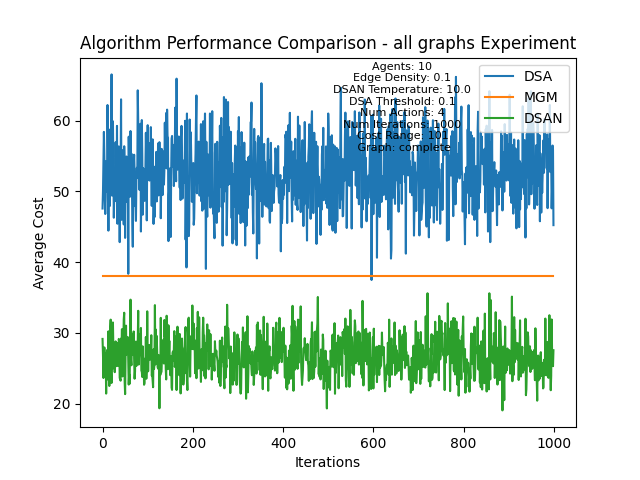 Algorithm Performance Comparison - all graphs Experiment
Agents: 10
Edge Density: 0.1
DSAN Temperature: 10.0
DSA Threshold: 0.1
Num Actions: 4
Num Iterations: 1000
Cost Range: 101
Graph: complete
DSA
MGM
DSAN
Average Cost
60
50
40
30
20
0
200
400
600
800
1000
Iterations